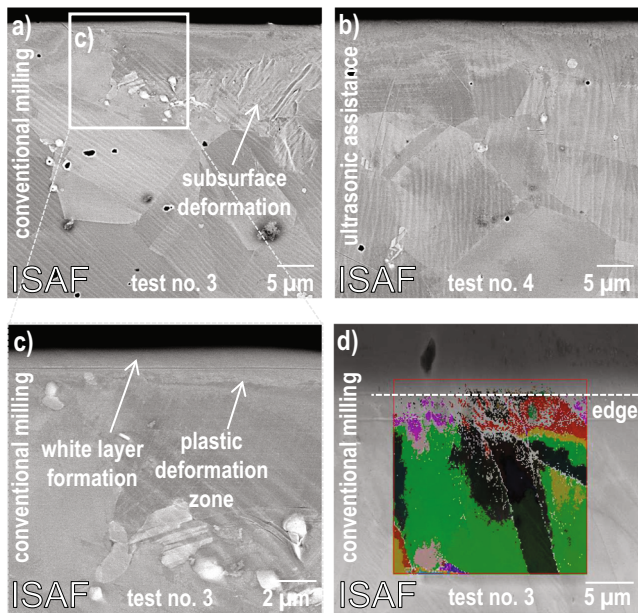 a)
c)
conventional milling
subsurface
deformation
ISAF
test no. 3
5 µm
b)
ultrasonic assistance
ISAF
test no. 4
5 µm
c)
conventional milling
white layer
formation
plastic
deformation
zone
ISAF
test no. 3
2 µm
d)
conventional milling
edge
ISAF
test no. 3
5 µm